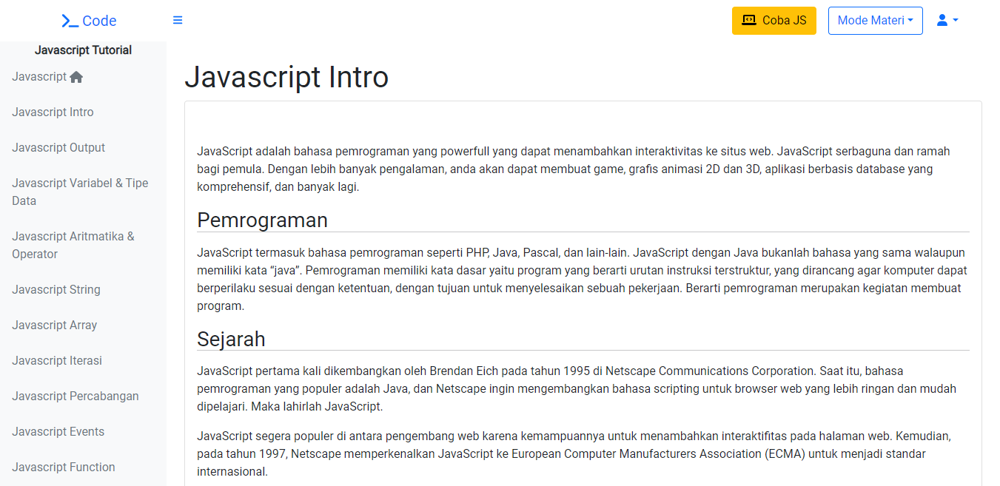 Code
Coba JS
Mode Materi
Javascript Tutorial
Javascript
Javascript Intro
Javascript Output
Javascript Variabel & Tipe
Data
Javascript Aritmatika &
Operator
Javascript String
Javascript Array
Javascript Iterasi
Javascript Percabangan
Javascript Events
Javascript Function
Javascript Intro
JavaScript adalah bahasa pemrograman yang powerfull yang dapat menambahkan interaktivitas ke situs web. JavaScript serbaguna dan ramah
bagi pemula. Dengan lebih banyak pengalaman, anda akan dapat membuat game, grafis animasi 2D dan 3D, aplikasi berbasis database yang
komprehensif, dan banyak lagi.
Pemrograman
JavaScript termasuk bahasa pemrograman seperti PHP, Java, Pascal, dan lain-lain. JavaScript dengan Java bukanlah bahasa yang sama walaupun
memiliki kata “java”. Pemrograman memiliki kata dasar yaitu program yang berarti urutan instruksi terstruktur, yang dirancang agar komputer dapat
berperilaku sesuai dengan ketentuan, dengan tujuan untuk menyelesaikan sebuah pekerjaan. Berarti pemrograman merupakan kegiatan membuat
program.
Sejarah
JavaScript pertama kali dikembangkan oleh Brendan Eich pada tahun 1995 di Netscape Communications Corporation. Saat itu, bahasa
pemrograman yang populer adalah Java, dan Netscape ingin mengembangkan bahasa scripting untuk browser web yang lebih ringan dan mudah
dipelajari. Maka lahirlah JavaScript.
JavaScript segera populer di antara pengembang web karena kemampuannya untuk menambahkan interaktifitas pada halaman web. Kemudian,
pada tahun 1997, Netscape memperkenalkan JavaScript ke European Computer Manufacturers Association (ECMA) untuk menjadi standar
internasional.